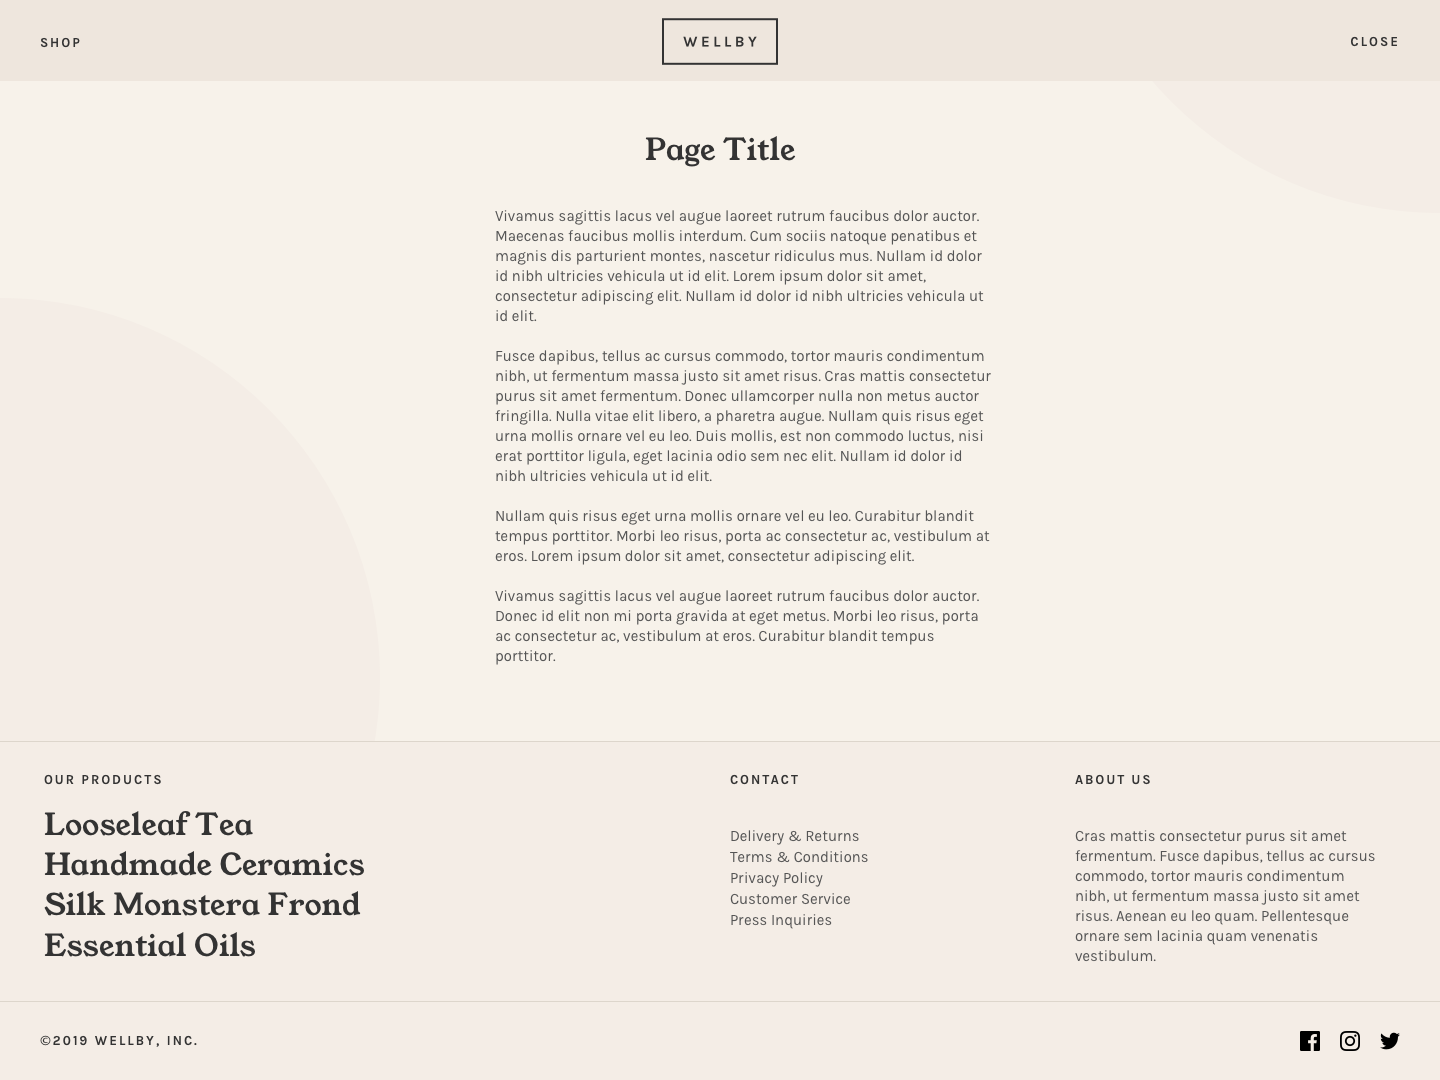 SHOP
WELLBY
CLOSE
Page Title
Vivamus sagittis lacus vel augue laoreet rutrum faucibus dolor auctor.
Maecenas faucibus mollis interdum. Cum sociis natoque penatibus et
magnis dis parturient montes, nascetur ridiculus mus. Nullam id dolor
id nibh ultricies vehicula ut id elit. Lorem ipsum dolor sit amet,
consectetur adipiscing elit. Nullam id dolor id nibh ultricies vehicula ut
id elit.
Fusce dapibus, tellus ac cursus commodo, tortor mauris condimentum
nibh, ut fermentum massa justo sit amet risus. Cras mattis consectetur
purus sit amet fermentum. Donec ullamcorper nulla non metus auctor
fringilla. Nulla vitae elit libero, a pharetra augue. Nullam quis risus eget
urna mollis ornare vel eu leo. Duis mollis, est non commodo luctus, nisi
erat porttitor ligula, eget lacinia odio sem nec elit. Nullam id dolor id
nibh ultricies vehicula ut id elit.
Nullam quis risus eget urna mollis ornare vel eu leo. Curabitur blandit
tempus porttitor. Morbi leo risus, porta ac consectetur ac, vestibulum at
eros. Lorem ipsum dolor sit amet, consectetur adipiscing elit.
Vivamus sagittis lacus vel augue laoreet rutrum faucibus dolor auctor.
Donec id elit non mi porta gravida at eget metus. Morbi leo risus, porta
ac consectetur ac, vestibulum at eros. Curabitur blandit tempus
porttitor.
OUR PRODUCTS
Looseleaf Tea
Handmade Ceramics
Silk Monstera Frond
Essential Oils
CONTACT
Delivery & Returns
Terms & Conditions
Privacy Policy
Customer Service
Press Inquiries
ABOUT US
Cras mattis consectetur purus sit amet
fermentum. Fusce dapibus, tellus ac cursus
commodo, tortor mauris condimentum
nibh, ut fermentum massa justo sit amet
risus. Aenean eu leo quam. Pellentesque
ornare sem lacinia quam venenatis
vestibulum.
©2019 WELLBY, INC.